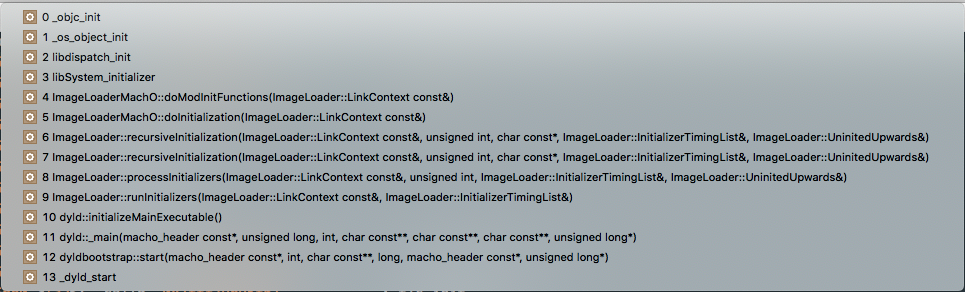 0 _objc_init
1 _os_object_init
2 libdispatch_init
3 libSystem_initializer
4 ImageLoaderMachO::doModInitFunctions(ImageLoader::LinkContext const&)
5 ImageLoaderMachO::doInitialization(ImageLoader::LinkContext const&)
6 ImageLoader::recursiveInitialization(ImageLoader::LinkContext const&, unsigned int, char const*, ImageLoader::InitializerTimingList&, ImageLoader::UninitedUpwards&)
7 ImageLoader::recursiveInitialization(ImageLoader::LinkContext const&, unsigned int, char const*, ImageLoader::InitializerTimingList&, ImageLoader::UninitedUpwards&)
8 ImageLoader::processInitializers(ImageLoader::LinkContext const&, unsigned int, ImageLoader::InitializerTimingList&, ImageLoader::UninitedUpwards&)
9 ImageLoader::runInitializers(ImageLoader::LinkContext const&, ImageLoader::InitializerTimingList&)
10 dyld::initializeMainExecutable()
11 dyld::_main(macho_header const*, unsigned long, int, char const**, char const**, char const**, unsigned long*)
12 dyldbootstrap::start(macho_header const*, int, char const**, long, macho_header const*, unsigned long*)
13 _dyld_start